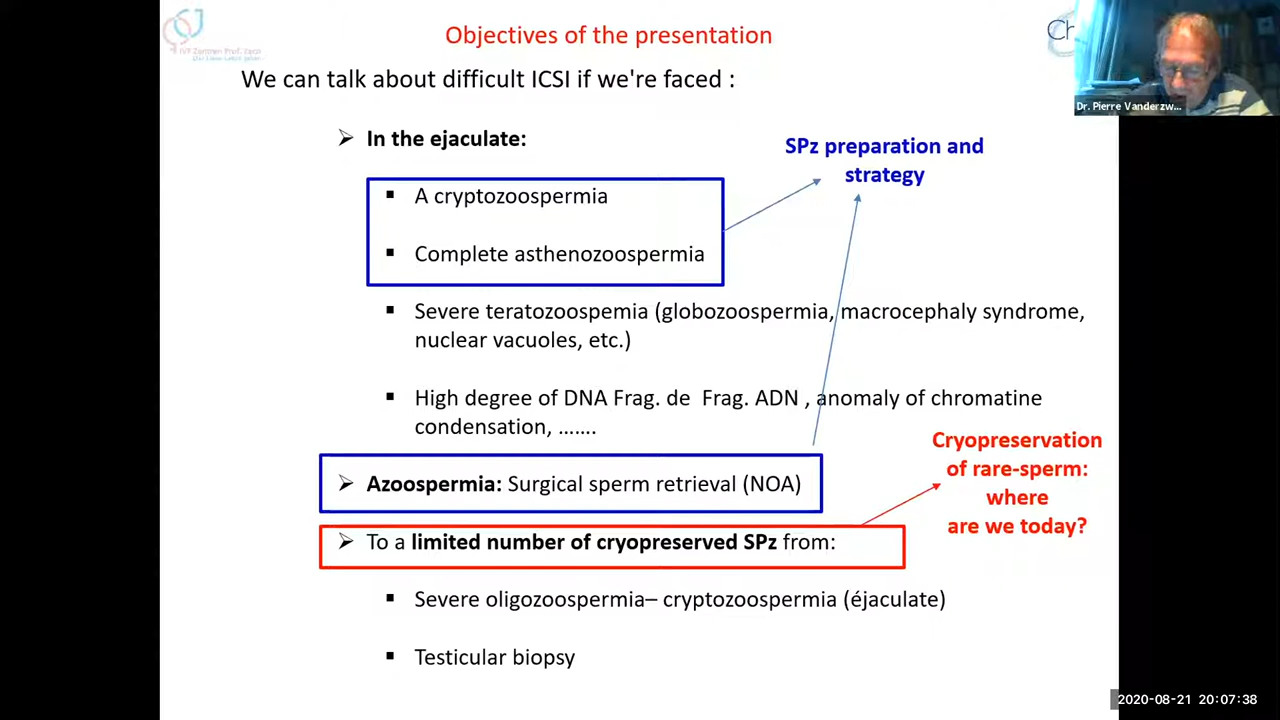 Objectives of the presentation
We can talk about difficult ICSI if we're faced :
Dr. Pierre Vanderzw...
In the ejaculate:
SPz preparation and
strategy
A cryptozoospermia
Complete asthenozoospermia
Severe teratozoospemia (globozoospermia, macrocephaly syndrome,
nuclear vacuoles, etc.)
High degree of DNA Frag. de Frag. ADN , anomaly of chromatine
condensation, .......
Cryopreservation
of rare-sperm:
where
are we today?
Azoospermia: Surgical sperm retrieval (NOA)
To a limited number of cryopreserved SPz from:
Severe oligozoospermia– cryptozoospermia (éjaculate)
Testicular biopsy
2020-08-21 20:07:38